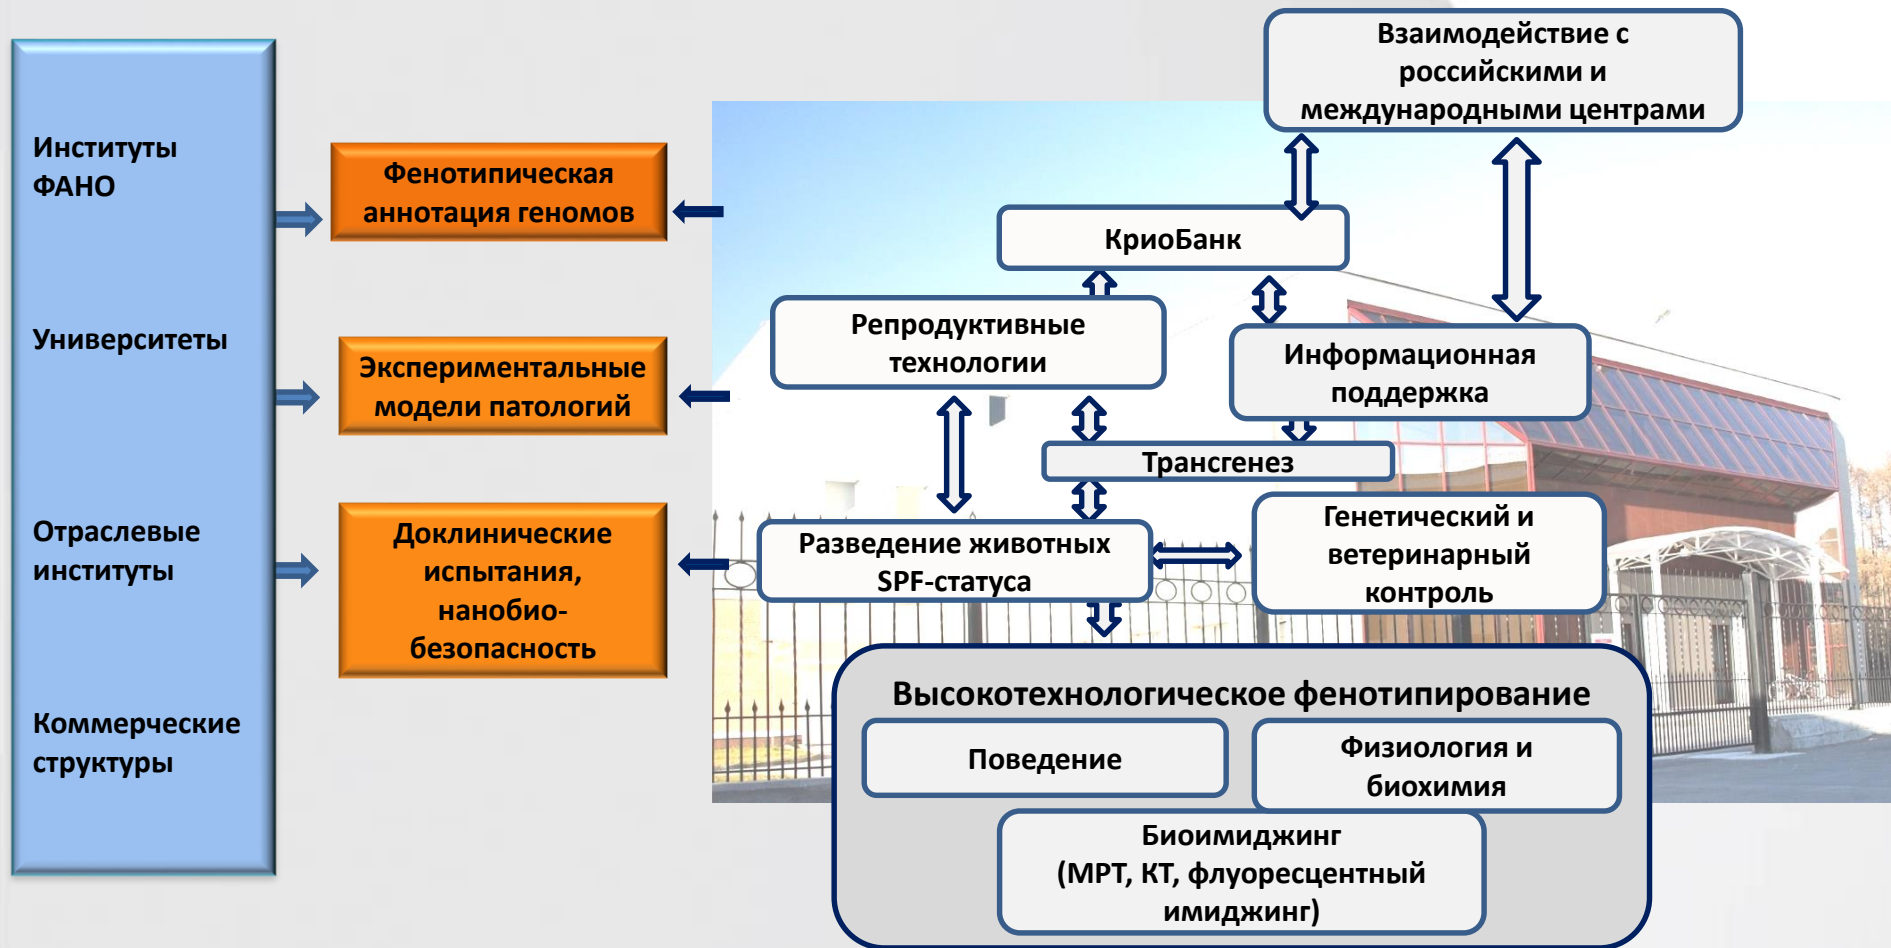 Институты
ФАНО
Университеты
Отраслевые
институты
Коммерческие
структуры
Фенотипическая
аннотация геномов
Экспериментальные
модели патологий
Доклинические
испытания,
нанобио-
безопасность
Взаимодействие с
российскими и
международными центрами
КриоБанк
Репродуктивные
технологии
Информационная
поддержка
Трансгенез
Разведение животных
SPF-статуса
Генетический и
ветеринарный
контроль
Высокотехнологическое фенотипирование
Поведение
Физиология и
биохимия
Биоимиджинг
(МРТ, КТ, флуоресцентный
имиджинг)